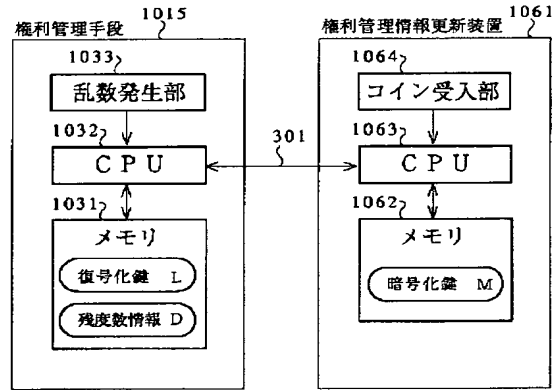 権利管理手段
1015
1033
乱数発生部
1032
CPU
1031
メモリ
復号化鍵 L
残度数情報 D
301
権利管理情報更新装置
1061
1064
コイン受入部
1063
CPU
1062
メモリ
暗号化鍵 M